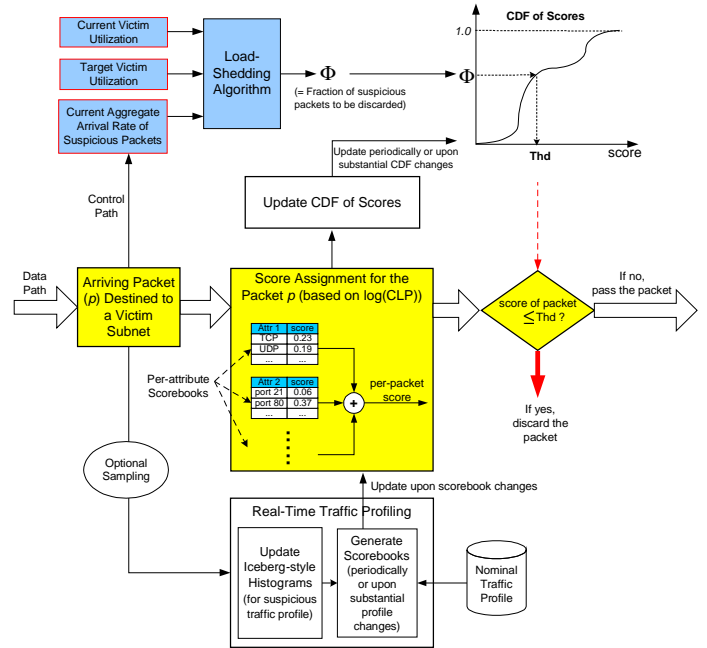 Current Victim
Utilization
Target Victim
Utilization
Current Aggregate
Arrival Rate of
Suspicious Packets
Load-
Shedding
Algorithm
Φ
(= Fraction of suspicious
packets to be discarded)
CDF of Scores
1.0
Φ
Thd
score
Control
Path
Update periodically or upon
substantial CDF changes
Update CDF of Scores
Data
Path
Arriving Packet
(p) Destined to
a Victim
Subnet
Score Assignment for the
Packet p (based on log(CLP))
Attr 1 score
TCP 0.23
UDP 0.19
... ...
Per-attribute
Scorebooks
Attr 2 score
port 21 0.06
port 80 0.37
... ...
+
per-packet
score
score of packet
≤ Thd ?
If no,
pass the packet
If yes,
discard the
packet
Optional
Sampling
Update upon scorebook changes
Real-Time Traffic Profiling
Update
Iceberg-style
Histograms
(for suspicious
traffic profile)
Generate
Scorebooks
(periodically
or upon
substantial
profile
changes)
Nominal
Traffic
Profile